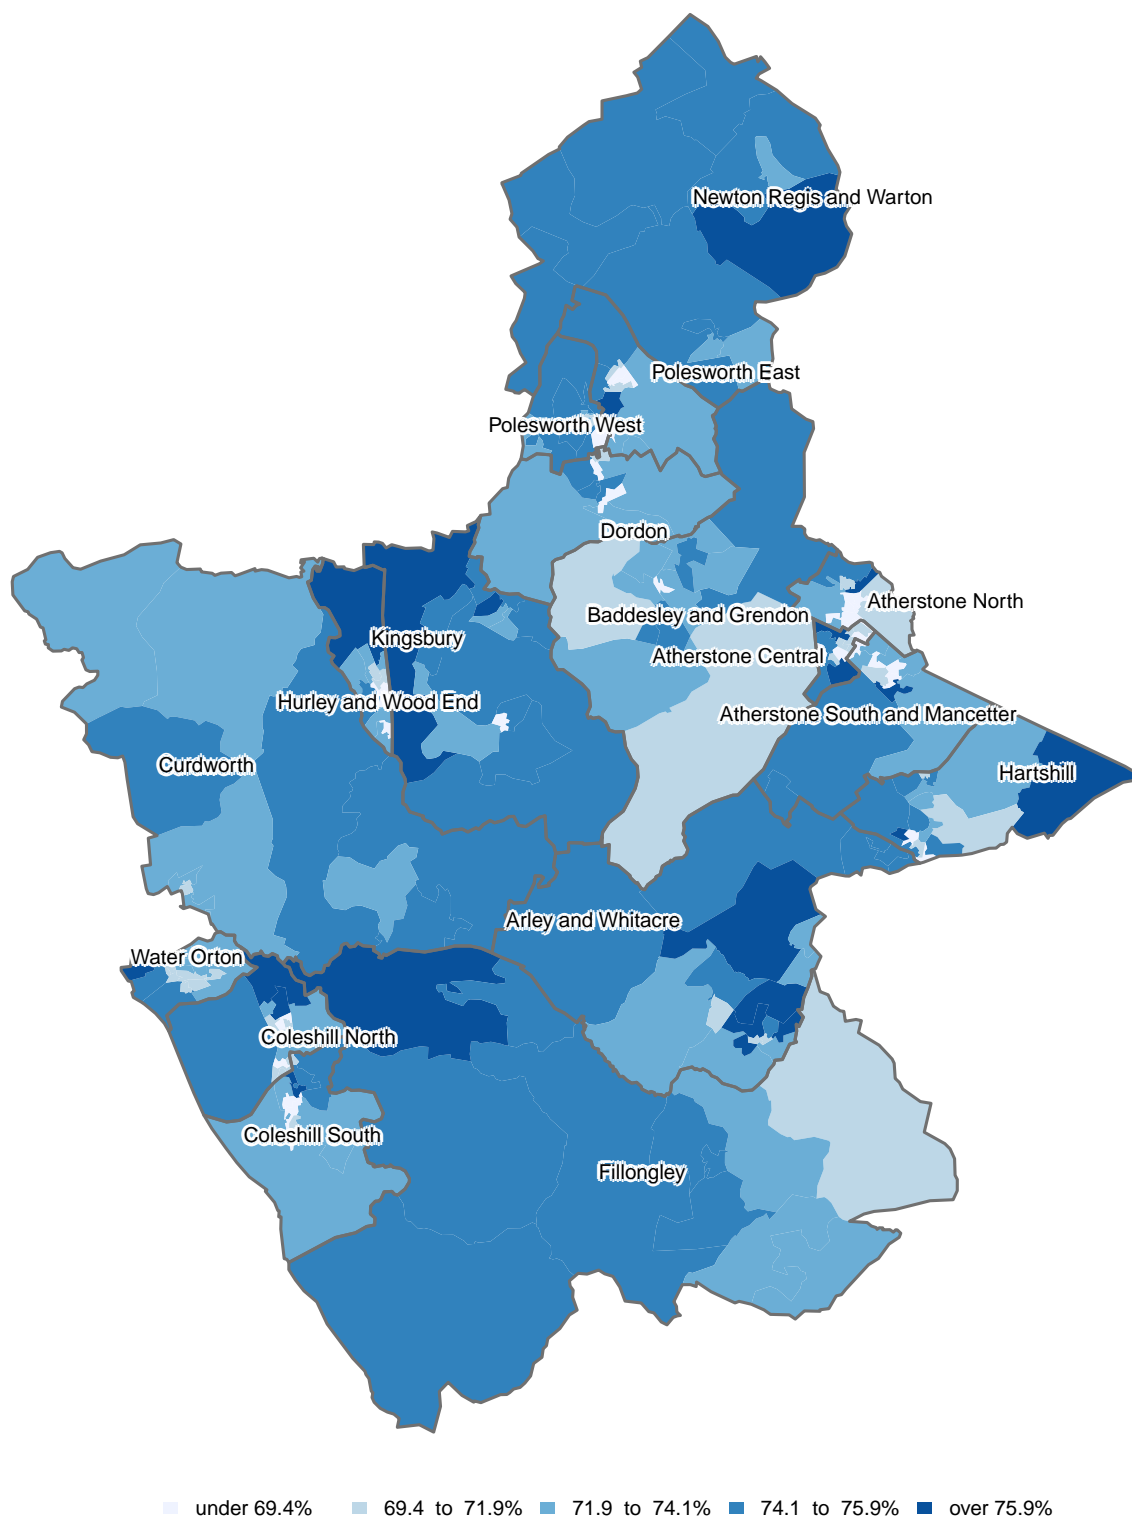 Newton Regis and Warton
Polesworth East
Polesworth West
Dordon
Atherstone North
Baddesley and Grendon
Kingsbury
Atherstone Central
Hurley and Wood End
Atherstone South and Mancetter
Curdworth
Hartshill
Arley and Whitacre
Water Orton
Coleshill North
Coleshill South
Fillongley
under 69.4% 69.4 to 71.9% 71.9 to 74.1% 74.1 to 75.9% over 75.9%